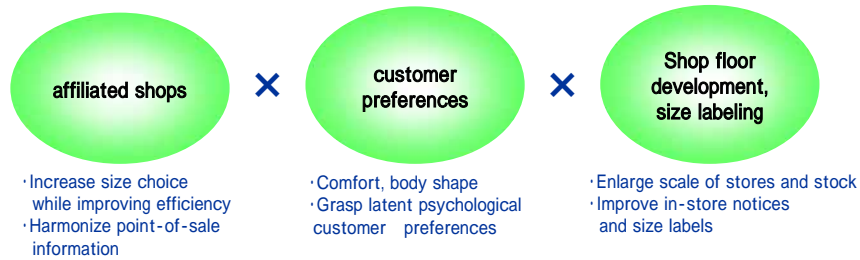 affiliated shops
×
customer
preferences
×
Shop floor
development,
size labeling
·Increase size choice
while improving efficiency
·Harmonize point-of-sale
information
·Comfort, body shape
·Grasp latent psychological
customer preferences
·Enlarge scale of stores and stock
·Improve in-store notices
and size labels